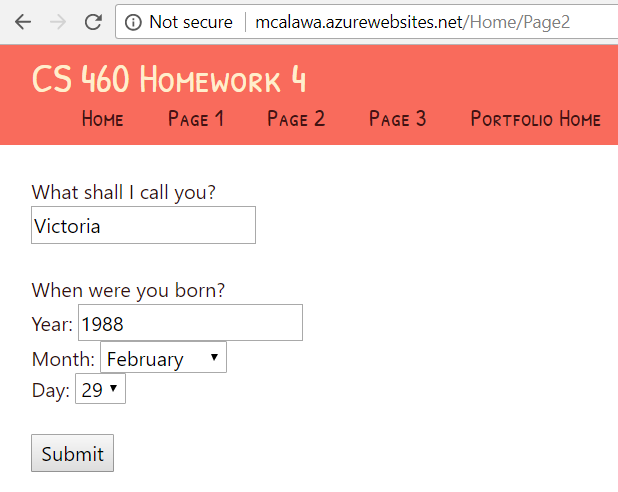 Not secure mcalawa.azurewebsites.net/Home/Page2
CS 460 Homework 4
Home Page 1 Page 2 Page 3 Portfolio Home
What shall I call you?
Victoria
When were you born?
Year: 1988
Month: February
Day: 29
Submit